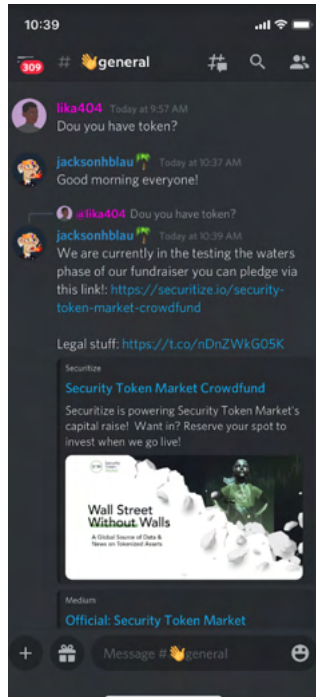 10:39
309
# 👋general
lika404 Today at 9:57 AM
Dou you have token?
jacksonhblau🌴 Today at 10:37 AM
Good morning everyone!
@lika404 Dou you have token?
jacksonhblau🌴 Today at 10:39 AM
We are currently in the testing the waters
phase of our fundraiser you can pledge via
this link!: https://securitize.io/security-
token-market-crowdfund
Legal stuff: https://t.co/nDnZWkG05K
Securitize
Security Token Market Crowdfund
Securitize is powering Security Token Market's
capital raise! Want in? Reserve your spot to
invest when we go live!
Wall Street
Without Walls
A Global Source of Data &
News on Tokenized Assets
Medium
Official: Security Token Market
Message #👋general